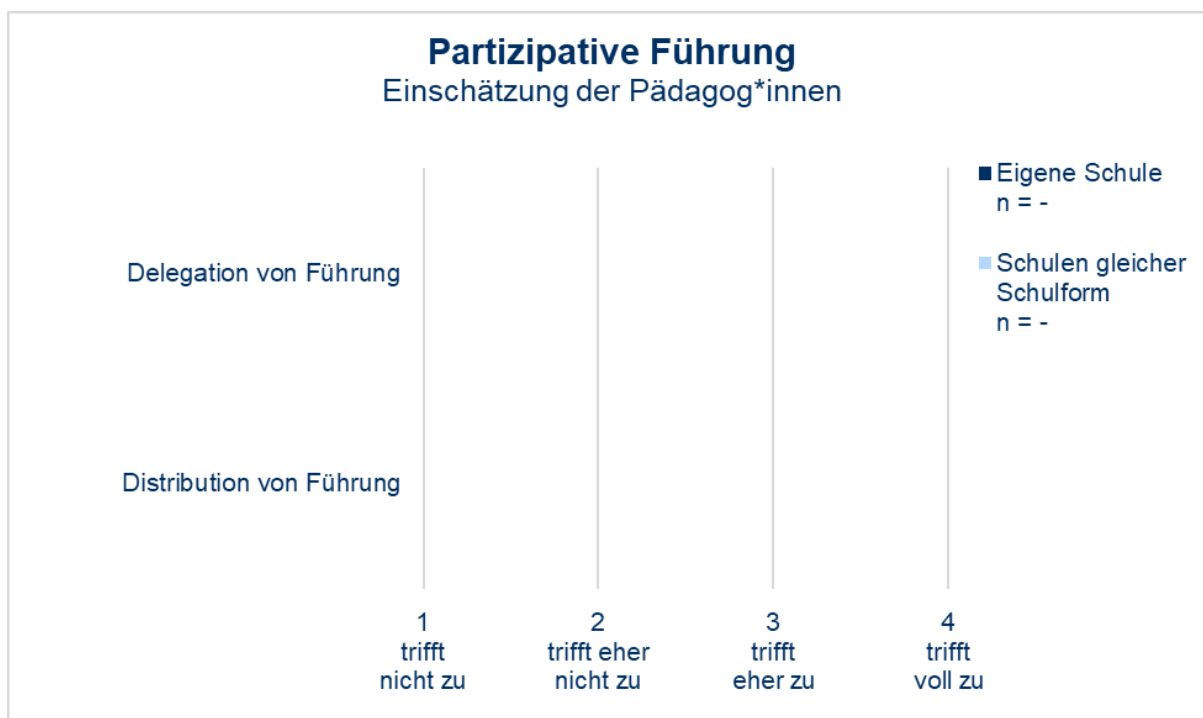 Partizipative Führung
Einschätzung der Pädagog*innen
Eigene Schule
n = -
Delegation von Führung
Schulen gleicher
Schulform
n = -
Distribution von Führung
1
trifft
nicht zu
2
trifft eher
nicht zu
3
trifft
eher zu
4
trifft
voll zu